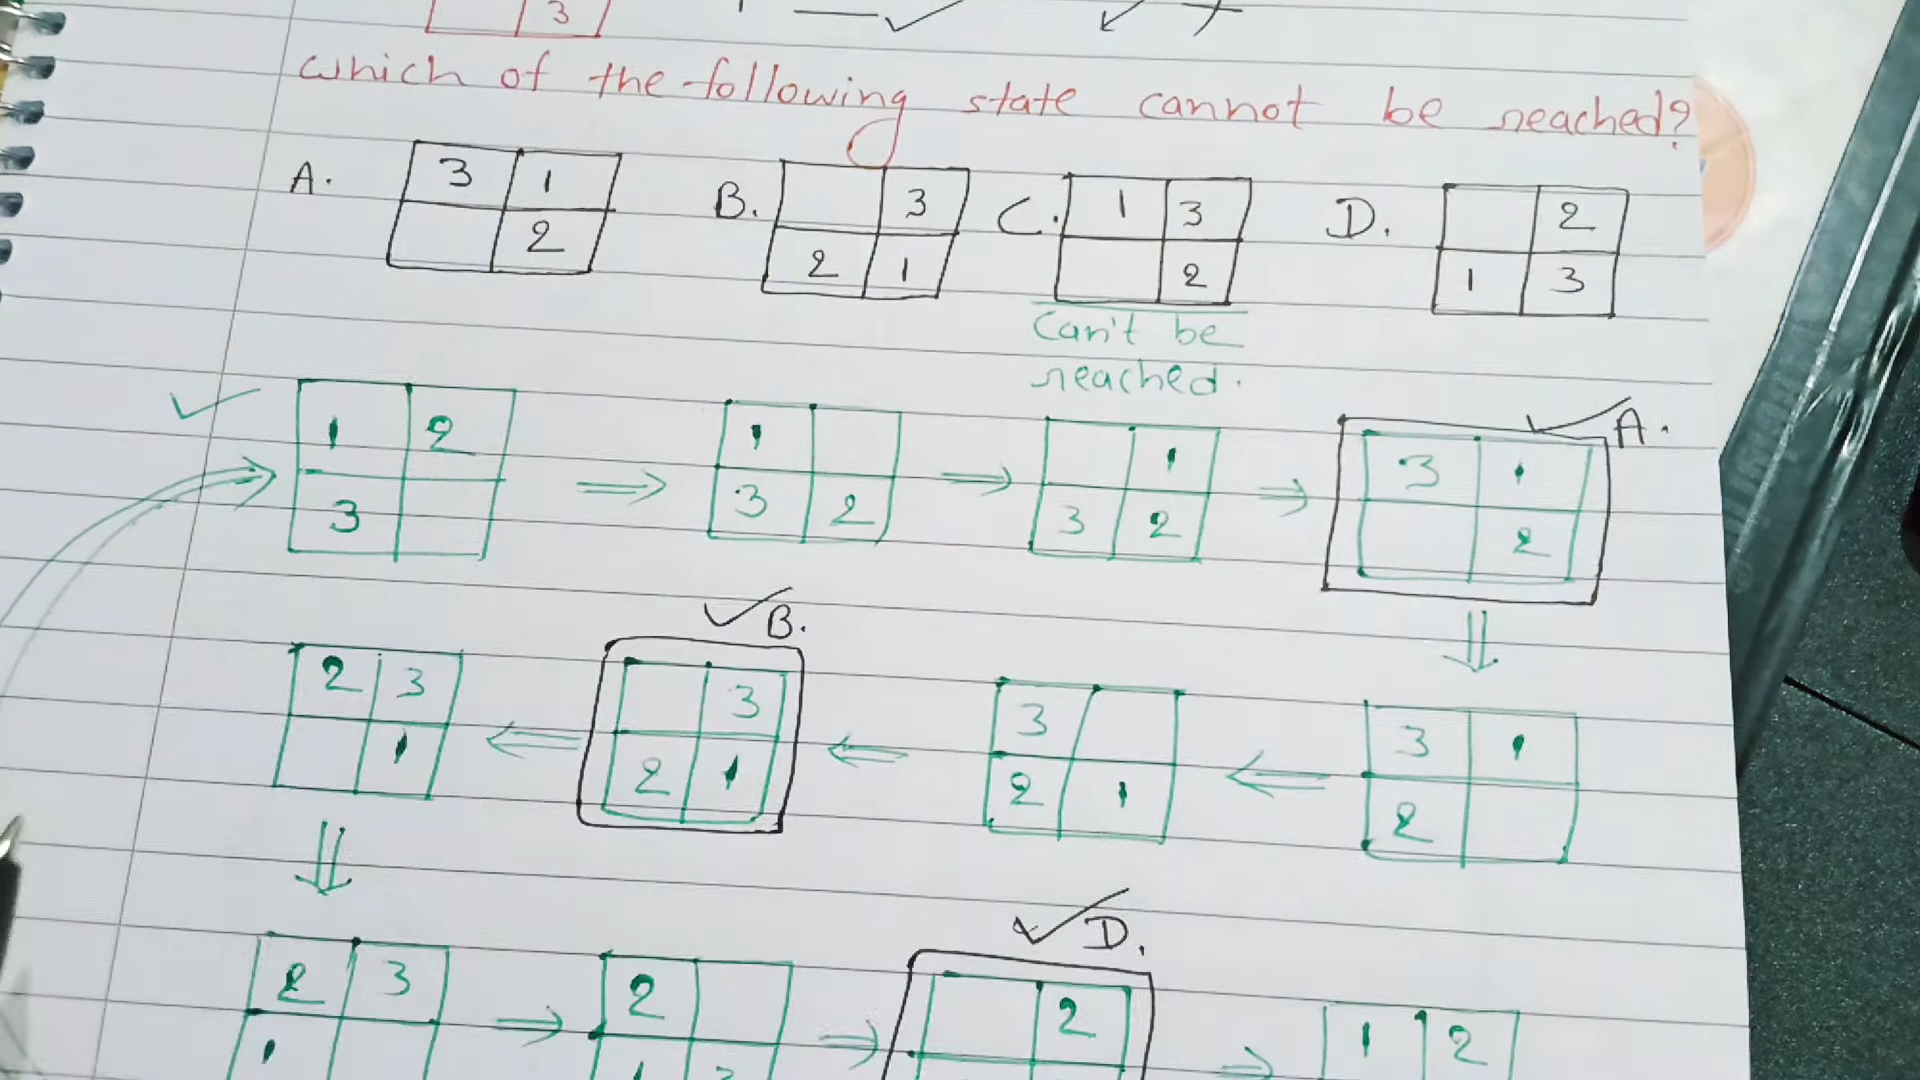 3
which of the following state cannot be reached?
A. 3 1 2
B. 3 2 1
C. 1 3 2
D. 2 1 3
Can't be
reached.
1 2 3
1 3 2
1 3 2
A.
3 1 2
B.
2 3 1
3 2 1
3 2 1
3 1 2
D.
2 3 1
2
2
1 2